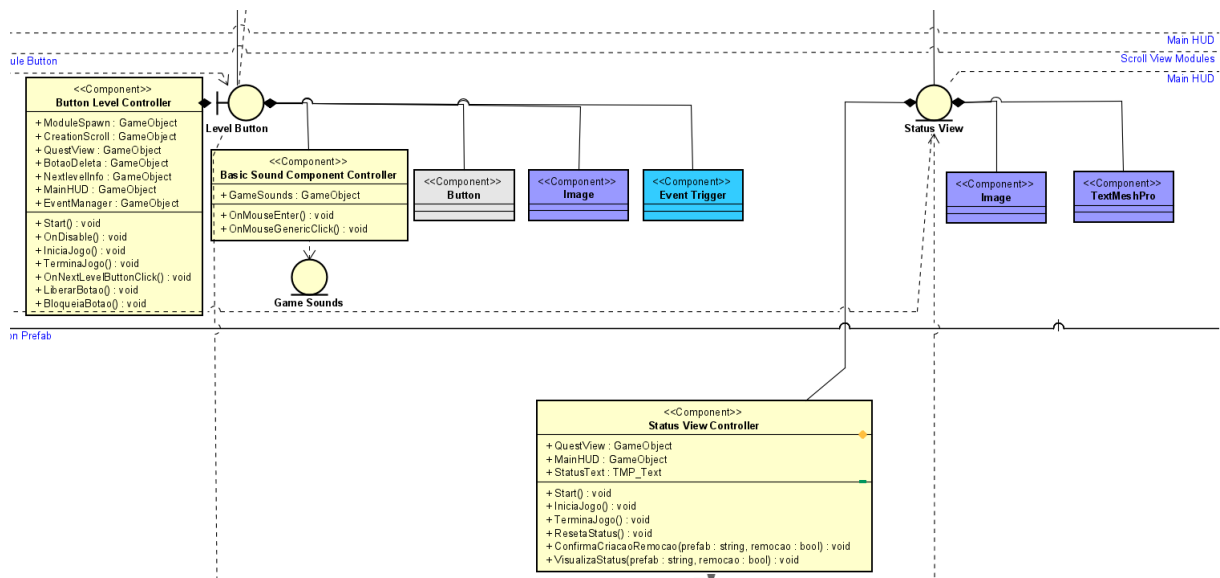 Main HUD
ule Button
Scroll View Modules
Main HUD
<<Component>>
Button Level Controller
+ ModuleSpawn : GameObject
+ CreationScroll : GameObject
+ QuestView : GameObject
+ BotaoDeleta : GameObject
+ NextlevelInfo : GameObject
+ MainHUD : GameObject
+ EventManager : GameObject
+ Start() : void
+ OnDisable() : void
+ IniciaJogo() : void
+ TerminaJogo() : void
+ OnNextLevelButtonClick() : void
+ LiberarBotao() : void
+ BloqueiaBotao() : void
Level Button
<<Component>>
Basic Sound Component Controller
+ GameSounds : GameObject
+ OnMouseEnter() : void
+ OnMouseGenericClick() : void
Game Sounds
<<Component>>
Button
<<Component>>
Image
<<Component>>
Event Trigger
Status View
<<Component>>
Image
<<Component>>
TextMeshPro
on Prefab
<<Component>>
Status View Controller
+ QuestView : GameObject
+ MainHUD : GameObject
+ StatusText : TMP_Text
+ Start() : void
+ IniciaJogo() : void
+ TerminaJogo() : void
+ ResetaStatus() : void
+ ConfirmaCriacaoRemocao(prefab : string, remocao : bool) : void
+ VisualizaStatus(prefab : string, remocao : bool) : void